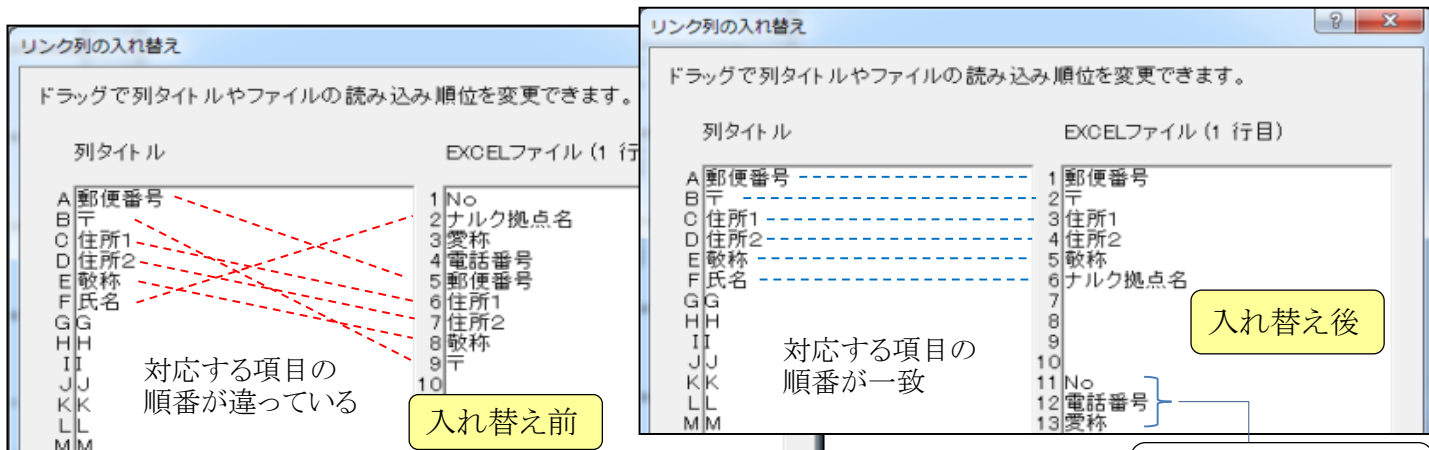 リンク列の入れ替え
ドラッグで列タイトルやファイルの読み込み順位を変更できます。
列タイトル
EXCELファイル (1 行
A 郵便番号
B 〒
C 住所1
D 住所2
E 敬称
F 氏名
G G
H H
I I
J J
K K
L L
M M
1 No
2 ナルク拠点名
3 愛称
4 電話番号
5 郵便番号
6 住所1
7 住所2
8 敬称
9 〒
10
対応する項目の
順番が違っている
入れ替え前
リンク列の入れ替え
ドラッグで列タイトルやファイルの読み込み順位を変更できます。
列タイトル
EXCELファイル (1 行目)
A 郵便番号
B 〒
C 住所1
D 住所2
E 敬称
F 氏名
G G
H H
I I
J J
K K
L L
M M
1 郵便番号
2 〒
3 住所1
4 住所2
5 敬称
6 ナルク拠点名
7
8
9
10
11 No
12 電話番号
13 愛称
対応する項目の
順番が一致
入れ替え後